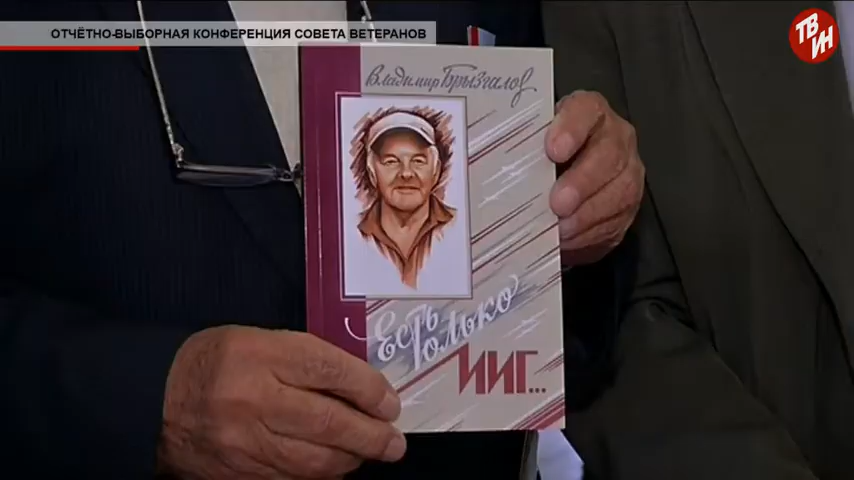 ОТЧЁТНО-ВЫБОРНАЯ КОНФЕРЕНЦИЯ СОВЕТА ВЕТЕРАНОВ
ТВ
ИН
Владимир Брызгалов
Есть
только
МИГ...